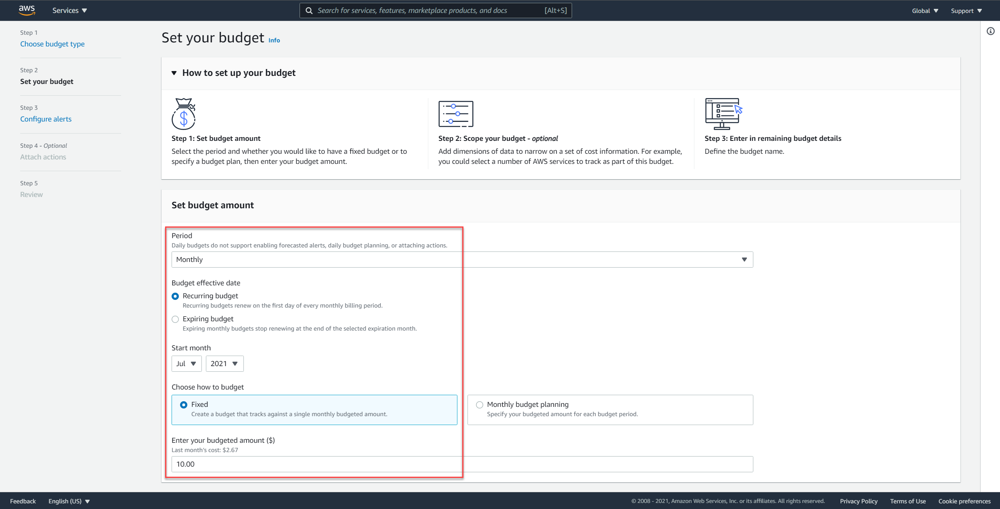 aws Services Search for services, features, marketplace products, and docs [Alt+S] Global Support
Step 1
Choose budget type
Step 2
Set your budget
Step 3
Configure alerts
Step 4 - Optional
Attach actions
Step 5
Review
Set your budget Info
How to set up your budget
$
Step 1: Set budget amount
Select the period and whether you would like to have a fixed budget or to
specify a budget plan, then enter your budget amount.
Step 2: Scope your budget - optional
Add dimensions of data to narrow on a set of cost information. For example,
you could select a number of AWS services to track as part of this budget.
Step 3: Enter in remaining budget details
Define the budget name.
Set budget amount
Period
Daily budgets do not support enabling forecasted alerts, daily budget planning, or attaching actions.
Monthly
Budget effective date
Recurring budget
Recurring budgets renew on the first day of every monthly billing period.
Expiring budget
Expiring monthly budgets stop renewing at the end of the selected expiration month.
Start month
Jul 2021
Choose how to budget
Fixed
Create a budget that tracks against a single monthly budgeted amount.
Monthly budget planning
Specify your budgeted amount for each budget period.
Enter your budgeted amount ($)
Last month's cost: $2.67
10.00
Feedback English (US) © 2008 - 2021, Amazon Web Services, Inc. or its affiliates. All rights reserved. Privacy Policy Terms of Use Cookie preferences